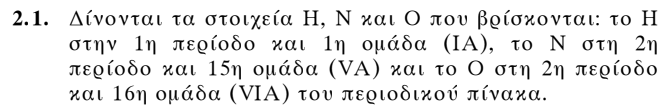 2.1. Δίνονται τα στοιχεία Η, Ν και Ο που βρίσκονται: το Η
στην 1η περίοδο και 1η ομάδα (ΙΑ), το Ν στη 2η
περίοδο και 15η ομάδα (VA) και το Ο στη 2η περίοδο
και 16η ομάδα (VIA) του περιοδικού πίνακα.